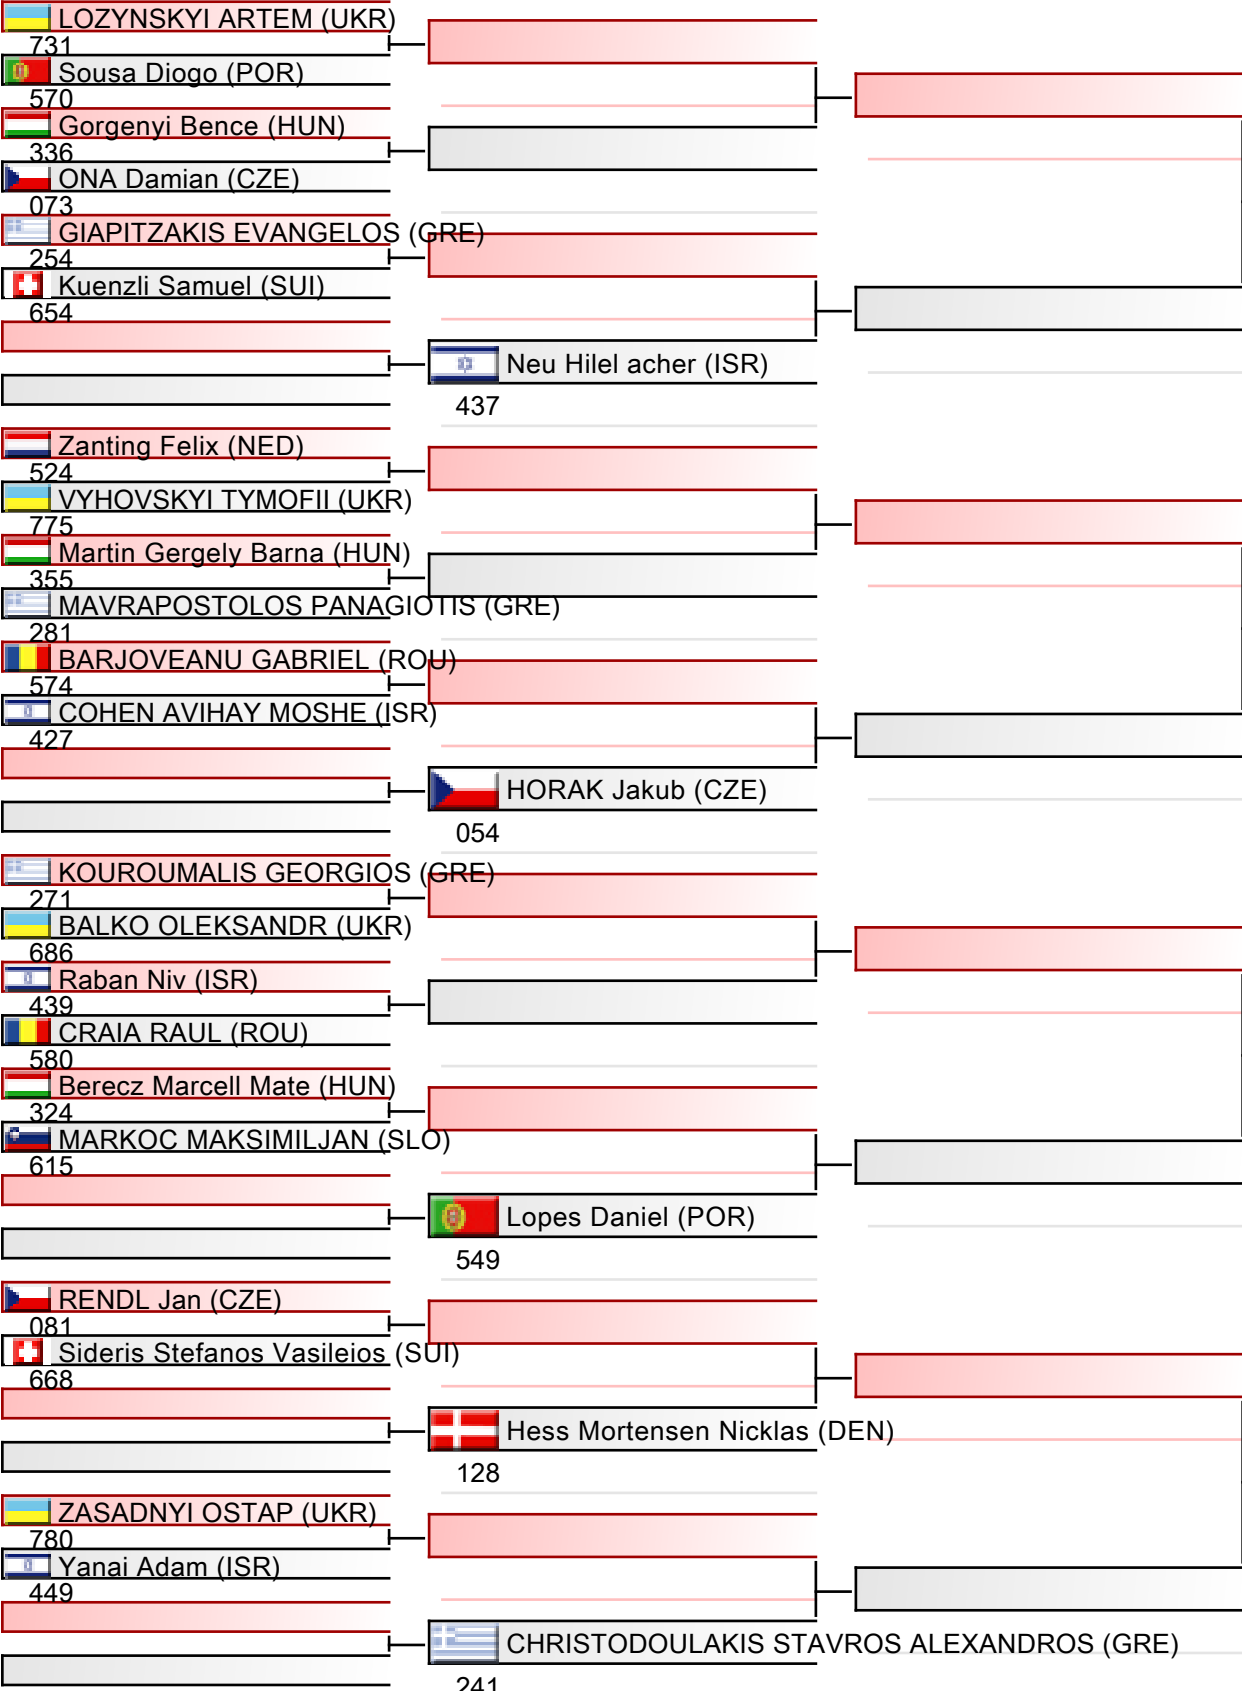 LOZYNSKYI ARTEM (UKR)
731
Sousa Diogo (POR)
570
Gorgenyi Bence (HUN)
336
ONA Damian (CZE)
073
GIAPITZAKIS EVANGELOS (GRE)
254
Kuenzli Samuel (SUI)
654
Neu Hilel acher (ISR)
437
Zanting Felix (NED)
524
VYHOVSKYI TYMOFII (UKR)
775
Martin Gergely Barna (HUN)
355
MAVRAPOSTOLOS PANAGIOTIS (GRE)
281
BARJOVEANU GABRIEL (ROU)
574
COHEN AVIHAY MOSHE (ISR)
427
HORAK Jakub (CZE)
054
KOUROUMALIS GEORGIOS (GRE)
271
BALKO OLEKSANDR (UKR)
686
Raban Niv (ISR)
439
CRAIA RAUL (ROU)
580
Berecz Marcell Mate (HUN)
324
MARKOC MAKSIMILJAN (SLO)
615
Lopes Daniel (POR)
549
RENDL Jan (CZE)
081
Sideris Stefanos Vasileios (SUI)
668
Hess Mortensen Nicklas (DEN)
128
ZASADNYI OSTAP (UKR)
780
Yanai Adam (ISR)
449
CHRISTODOULAKIS STAVROS ALEXANDROS (GRE)
241